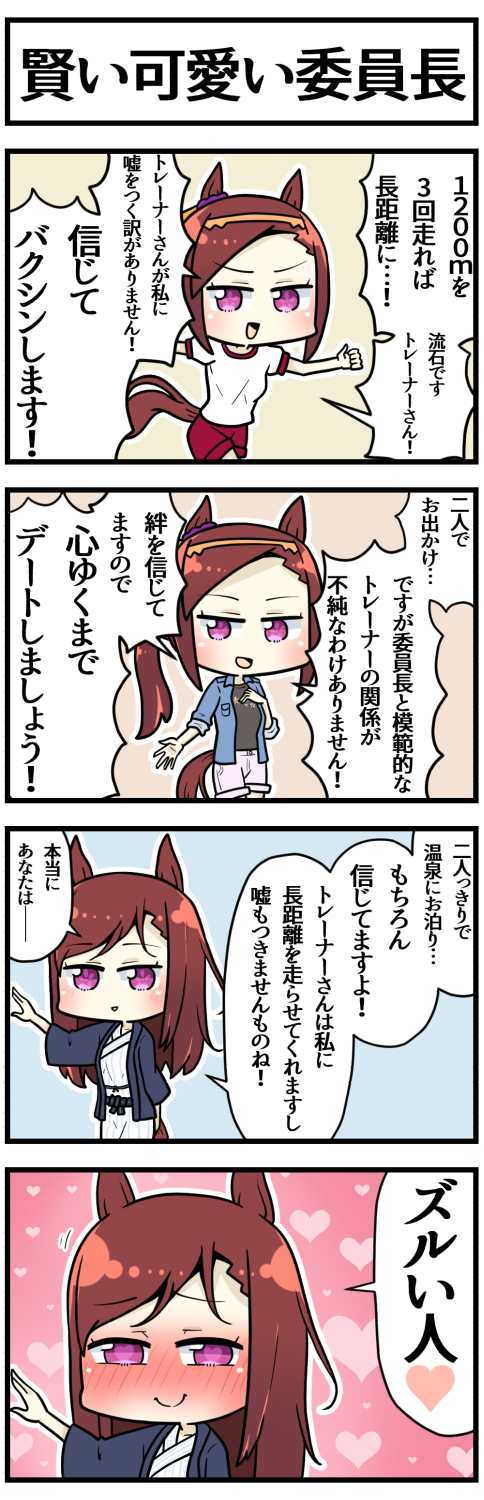 賢い可愛い委員長
1200mを
3回走れば
長距離に…！
流石です
トレーナーさん！
トレーナーさんが私に
嘘をつく訳がありません！
信じて
バクシンします！
二人で
お出かけ…
ですが委員長と模範的な
トレーナーの関係が
不純なわけありません！
絆を信じて
ますので
心ゆくまで
デートしましょう！
二人っきりで
温泉にお泊り…
もちろん
信じてますよ！
トレーナーさんは私に
長距離を走らせてくれますし
嘘もつきませんものね！
本当に
あなたは──
ズルい人♥